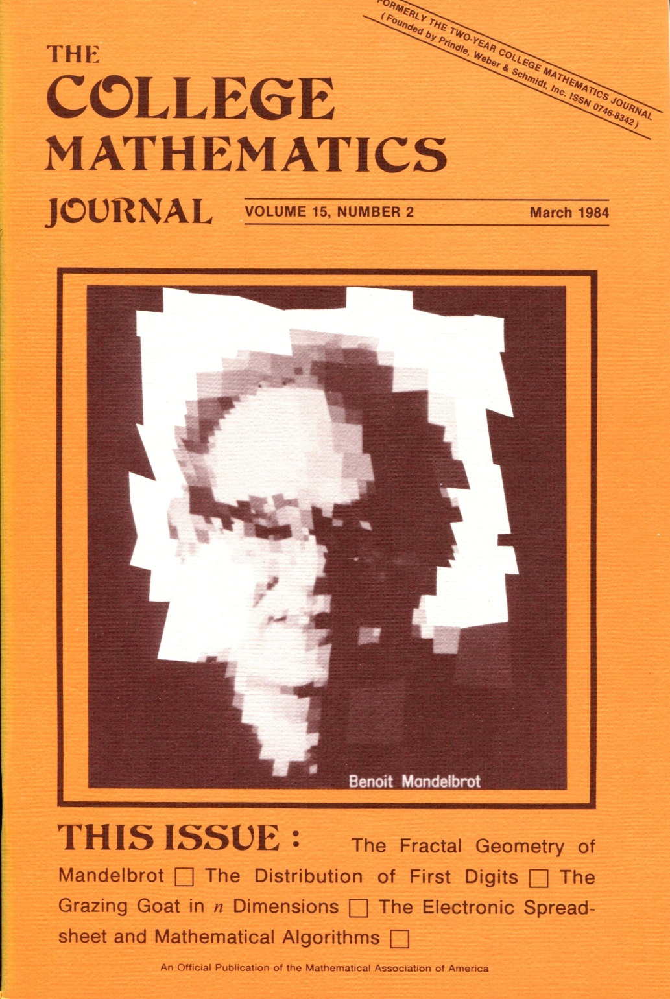 FORMERLY THE TWO-YEAR COLLEGE MATHEMATICS JOURNAL
(Founded by Prindle, Weber & Schmidt, Inc. ISSN 0746-8342)
THE
COLLEGE
MATHEMATICS
JOURNAL
VOLUME 15, NUMBER 2 March 1984
Benoit Mandelbrot
THIS ISSUE : The Fractal Geometry of
Mandelbrot □ The Distribution of First Digits □ The
Grazing Goat in n Dimensions □ The Electronic Spread-
sheet and Mathematical Algorithms □
An Official Publication of the Mathematical Association of America